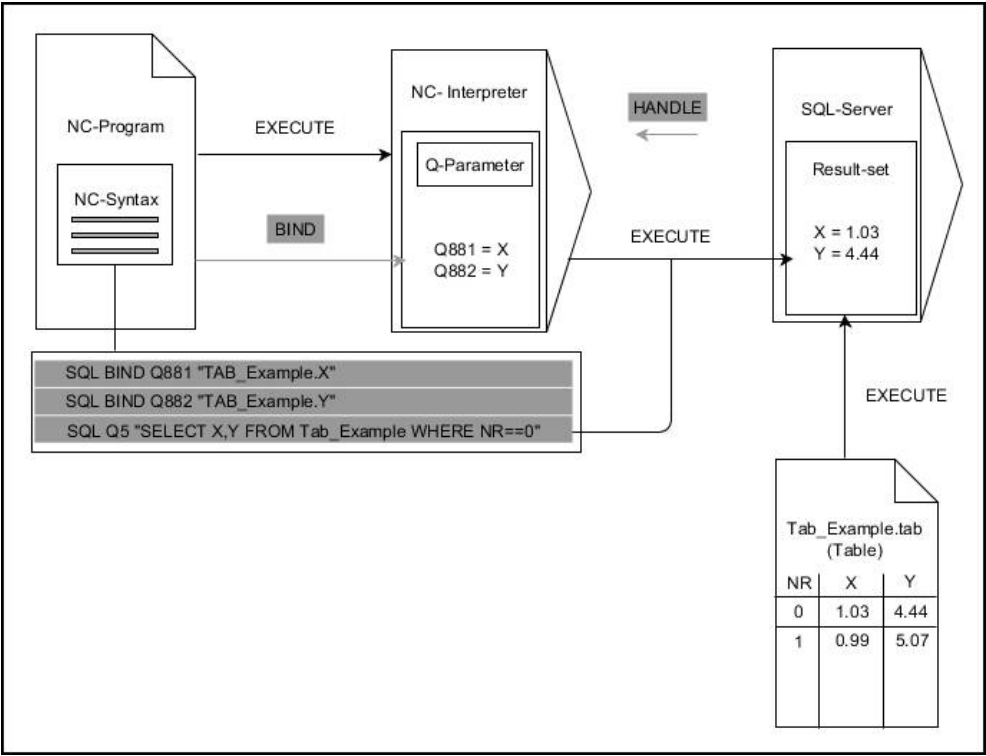 NC-Program
NC-Syntax
EXECUTE
BIND
NC- Interpreter
Q-Parameter
Q881 = X
Q882 = Y
HANDLE
EXECUTE
SQL-Server
Result-set
X = 1.03
Y = 4.44
SQL BIND Q881 "TAB_Example.X"
SQL BIND Q882 "TAB_Example.Y"
SQL Q5 "SELECT X,Y FROM Tab_Example WHERE NR==0"
EXECUTE
Tab_Example.tab
(Table)
NR X Y
0 1.03 4.44
1 0.99 5.07